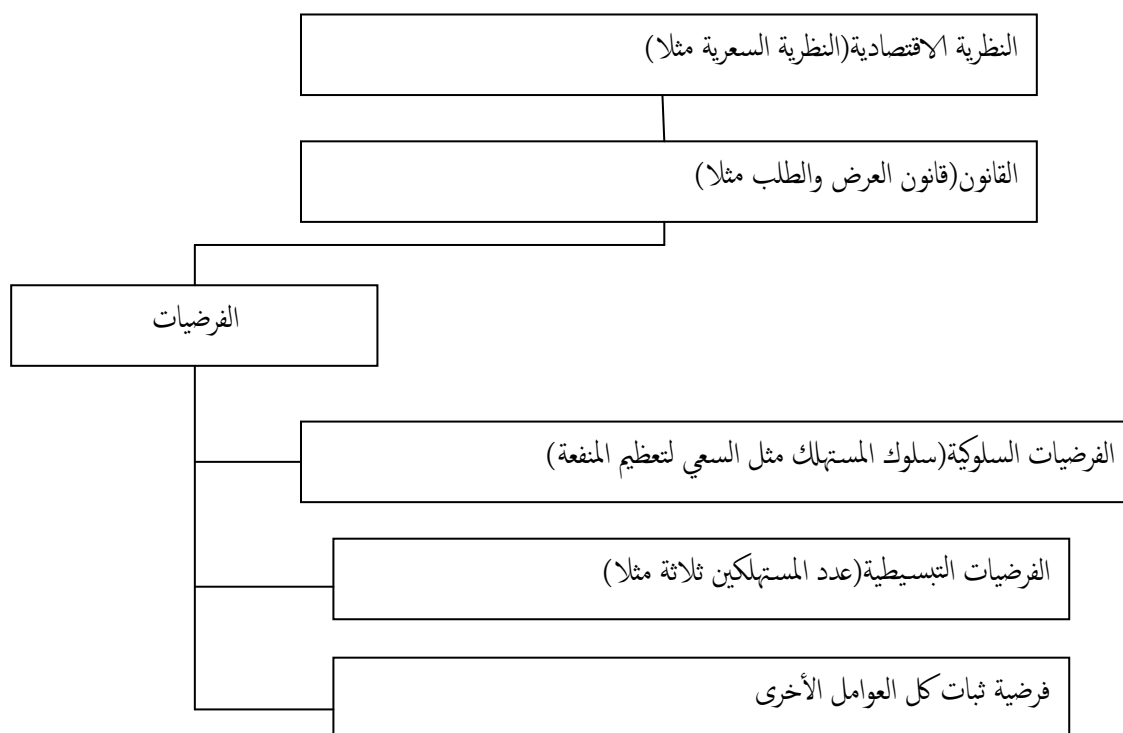 النظرية الاقتصادية(النظرية السعرية مثلا)
القانون(قانون العرض والطلب مثلا)
الفرضيات
الفرضيات السلوكية(سلوك المستهلك مثل السعي لتعظيم المنفعة)
الفرضيات التبسيطية(عدد المستهلكين ثلاثة مثلا)
فرضية ثبات كل العوامل الأخرى